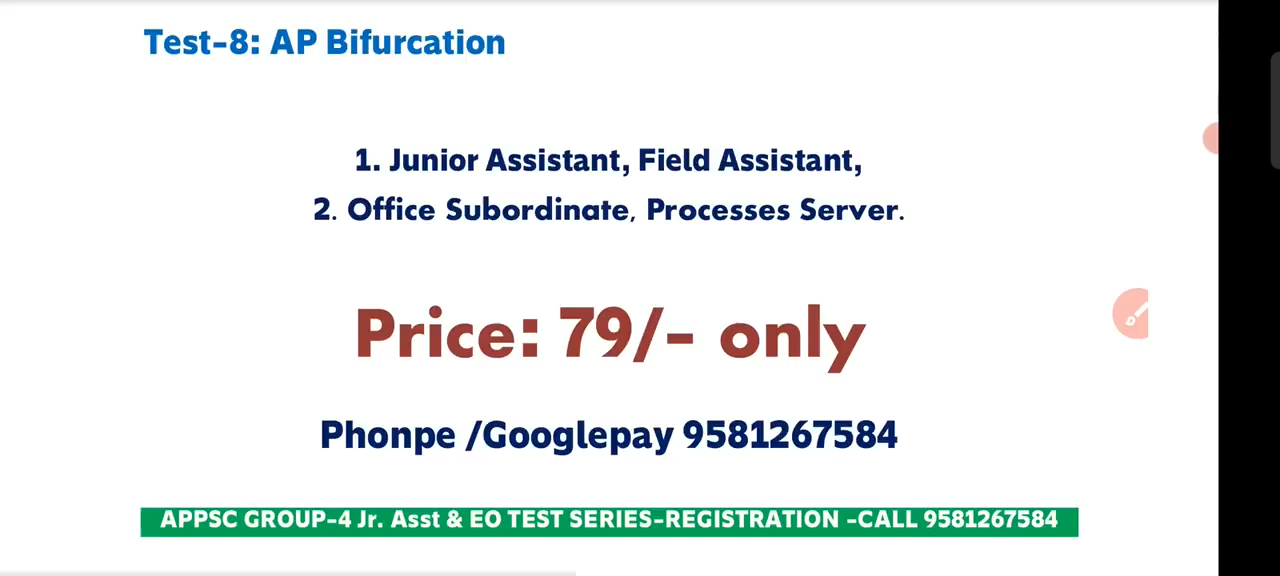 Test-8: AP Bifurcation
1. Junior Assistant, Field Assistant,
2. Office Subordinate, Processes Server.
Price: 79/- only
Phonpe /Googlepay 9581267584
APPSC GROUP-4 Jr. Asst & EO TEST SERIES-REGISTRATION -CALL 9581267584